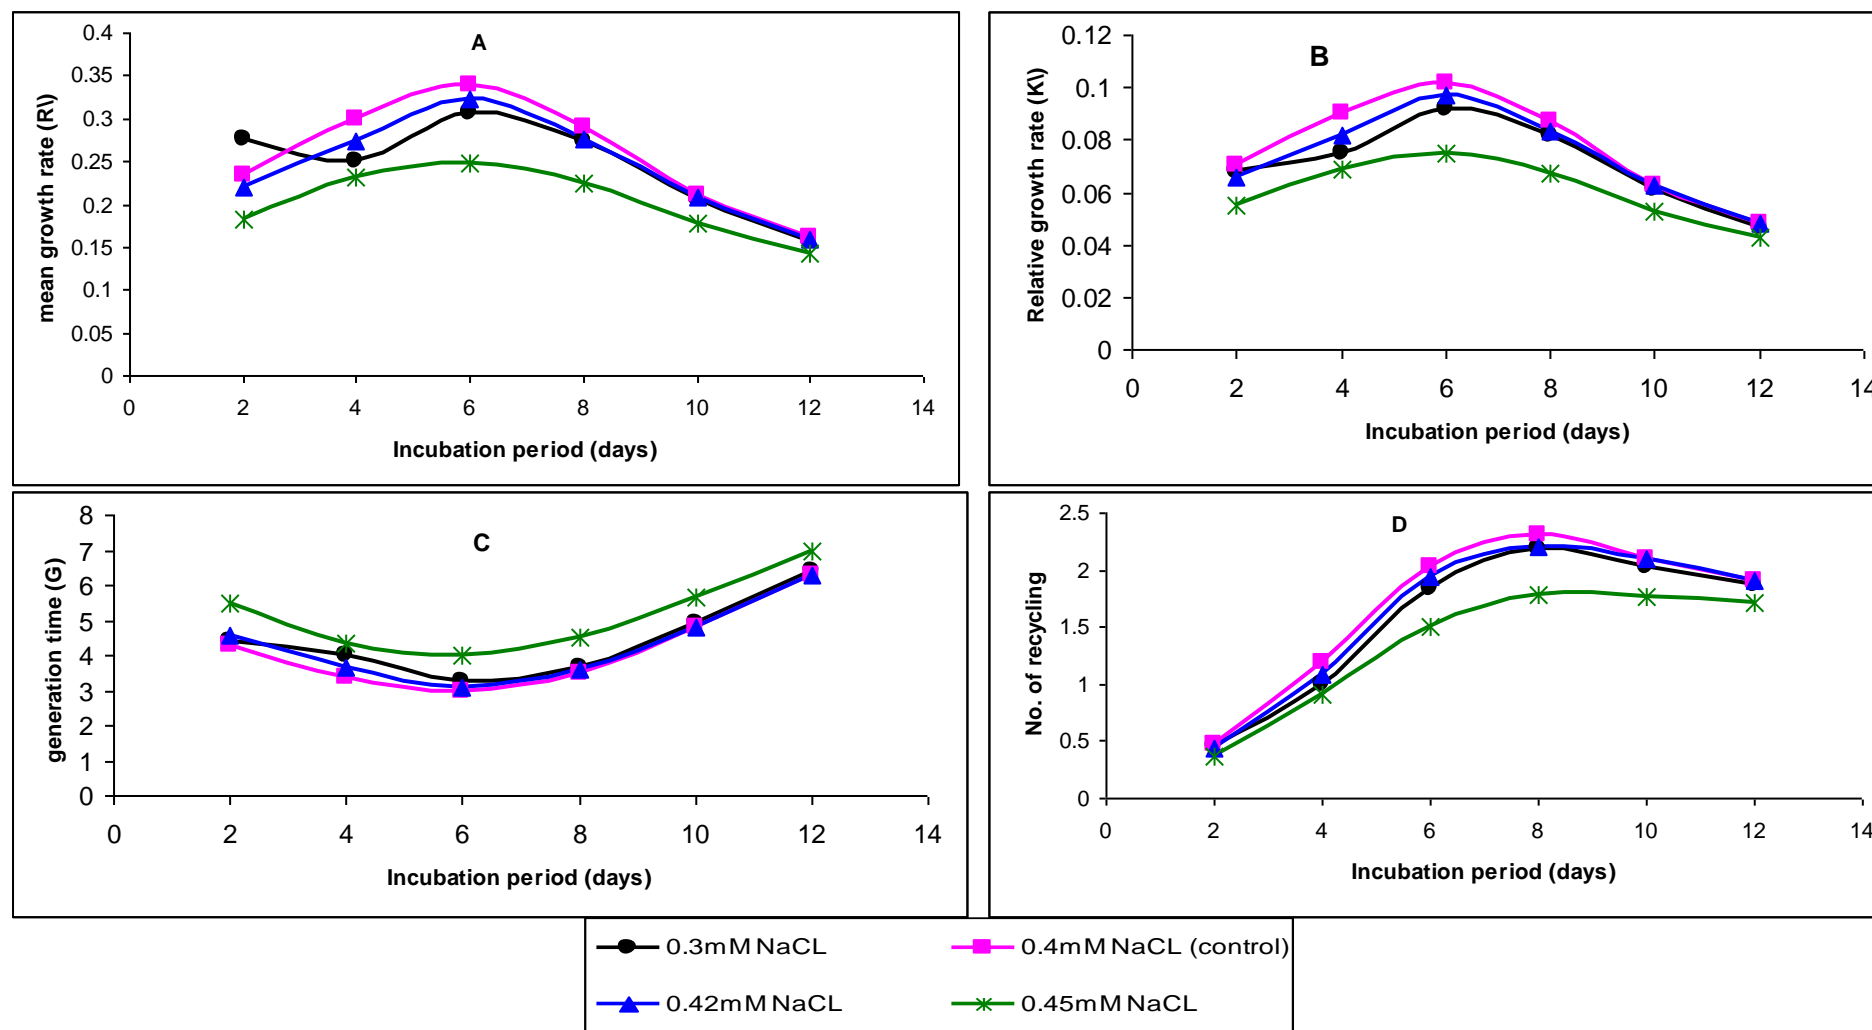 A
0.4
0.35
0.3
0.25
0.2
0.15
0.1
0.05
0
mean growth rate (R\)
0 2 4 6 8 10 12 14
Incubation period (days)
B
0.12
0.1
0.08
0.06
0.04
0.02
0
Relative growth rate (K\)
0 2 4 6 8 10 12 14
Incubation period (days)
C
8
7
6
5
4
3
2
1
0
generation time (G)
0 2 4 6 8 10 12 14
Incubation period (days)
D
2.5
2
1.5
1
0.5
0
No. of recycling
0 2 4 6 8 10 12 14
Incubation period (days)
0.3mM NaCL 0.4mM NaCL (control)
0.42mM NaCL 0.45mM NaCL